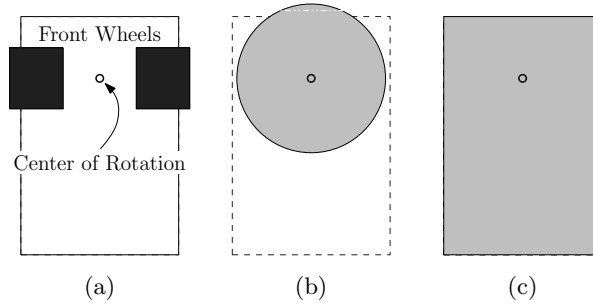 Front Wheels
Center of Rotation
(a)
(b)
(c)